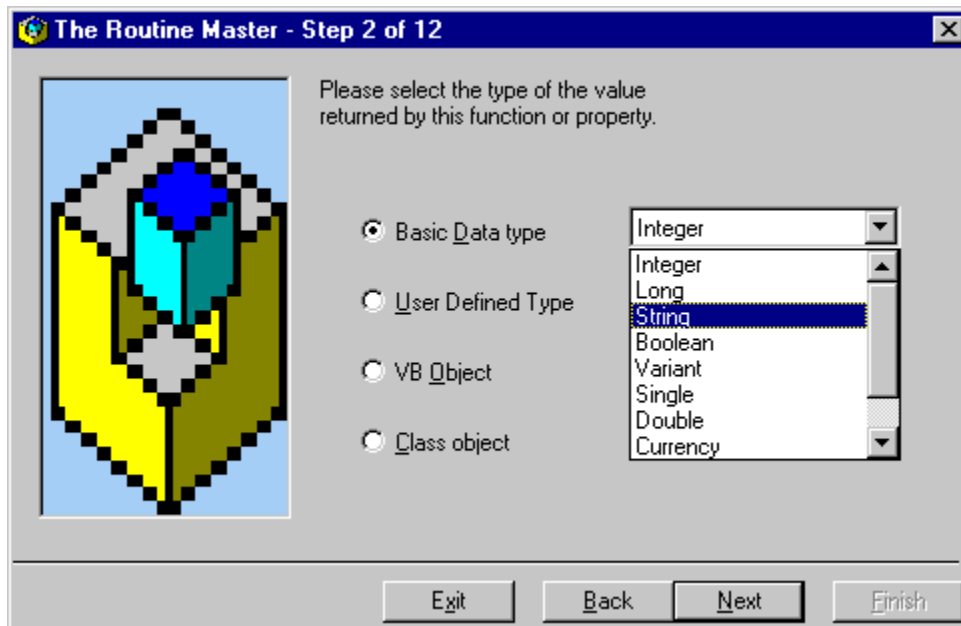 The Routine Master - Step 2 of 12
Please select the type of the value
returned by this function or property.
Basic Data type
Integer
Integer
Long
User Defined Type
String
Boolean
VB Object
Variant
Single
Double
Class object
Currency
Exit
Back
Next
Finish